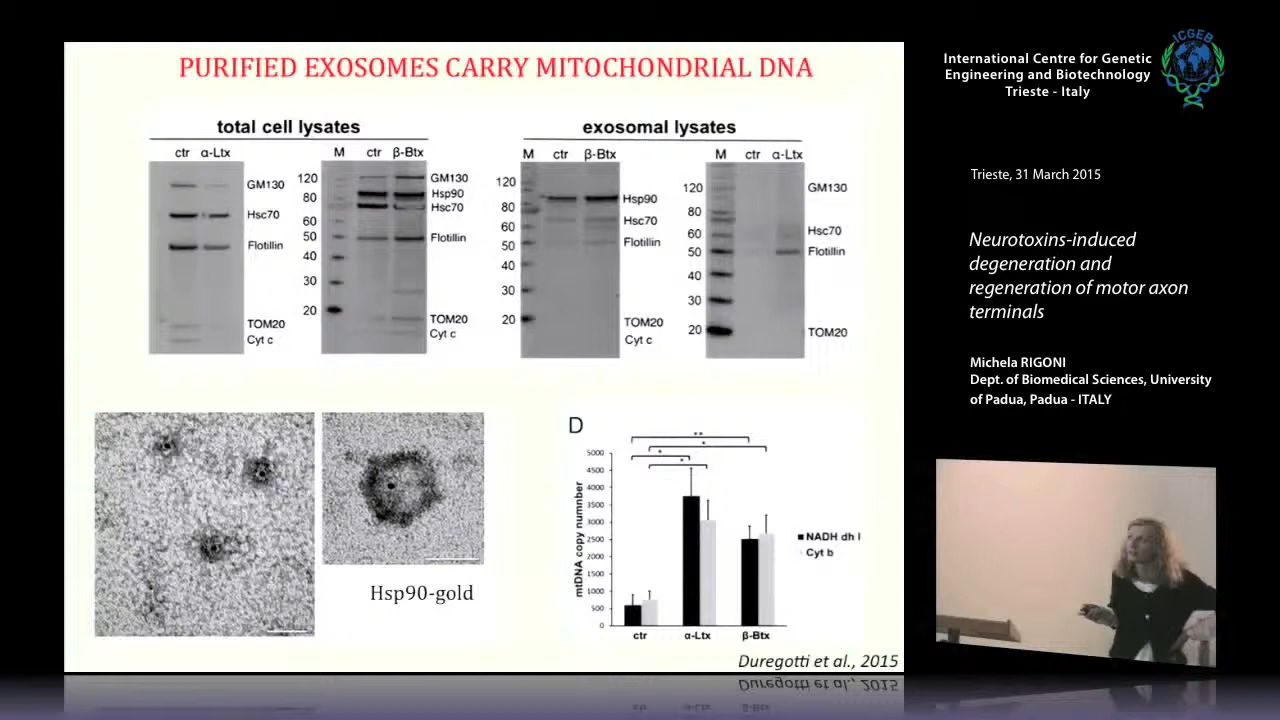 PURIFIED EXOSOMES CARRY MITOCHONDRIAL DNA
total cell lysates
exosomal lysates
ctr α-Ltx
GM130
Hsc70
Flotillin
TOM20
Cyt c
M ctr β-Btx
120
80
60
50
40
30
20
GM130
Hsp90
Hsc70
Flotillin
TOM20
Cyt c
M ctr β-Btx
120
80
60
50
40
30
20
Hsp90
Hsc70
Flotillin
TOM20
Cyt c
M ctr α-Ltx
120
80
60
50
40
30
20
GM130
Hsc70
Flotillin
TOM20
Hsp90-gold
D
** 
*
*
*
mtDNA copy numnber
5000
4500
4000
3500
3000
2500
2000
1500
1000
500
0
ctr α-Ltx β-Btx
NADH dh I
Cyt b
Duregotti et al., 2015
International Centre for Genetic
Engineering and Biotechnology
Trieste - Italy
ICGEB
Trieste, 31 March 2015
Neurotoxins-induced
degeneration and
regeneration of motor axon
terminals
Michela RIGONI
Dept. of Biomedical Sciences, University
of Padua, Padua - ITALY